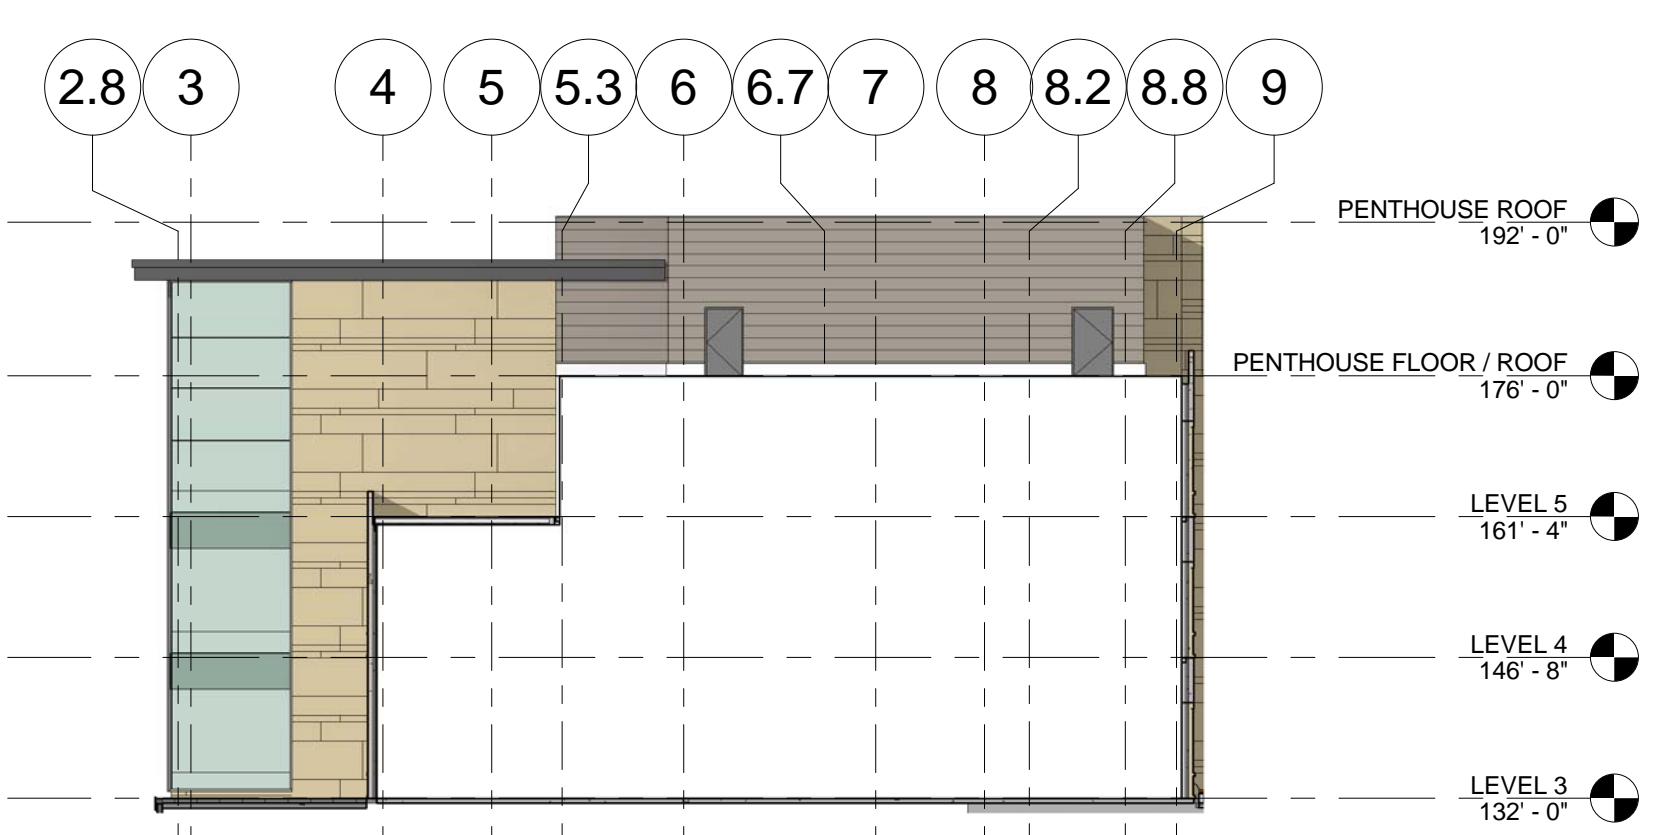 2.8 3 4 5 5.3 6 6.7 7 8 8.2 8.8 9
PENTHOUSE ROOF
192' - 0"
PENTHOUSE FLOOR / ROOF
176' - 0"
LEVEL 5
161' - 4"
LEVEL 4
146' - 8"
LEVEL 3
132' - 0"